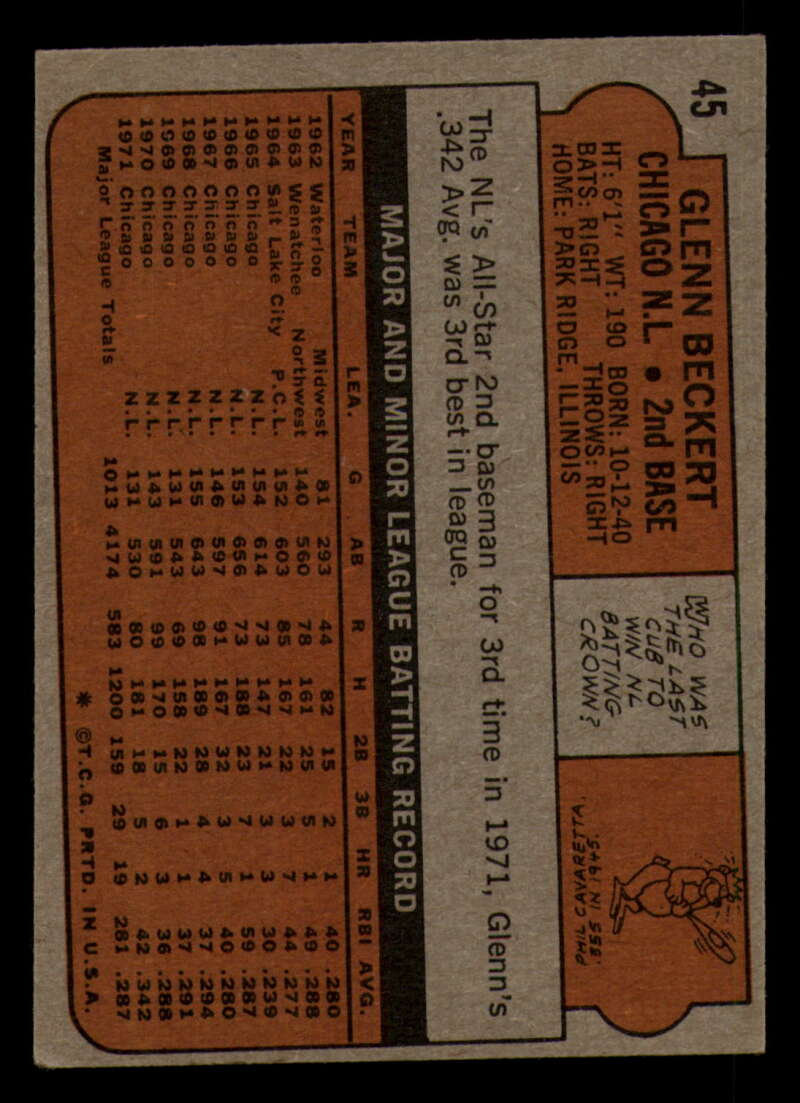 45
GLENN BECKERT
CHICAGO N.L. • 2nd BASE
HT: 6'1" WT: 190 BORN: 10-12-40
BATS: RIGHT THROWS: RIGHT
HOME: PARK RIDGE, ILLINOIS
WHO WAS
THE LAST
CUB TO
WIN NL
BATTING
CROWN?
PHIL CAVARETTA,
.355 IN 1945.
The NL's All-Star 2nd baseman for 3rd time in 1971, Glenn's
.342 Avg. was 3rd best in league.
MAJOR AND MINOR LEAGUE BATTING RECORD
YEAR TEAM LEA. G AB R H 2B 3B HR RBI AVG.
1962 Waterloo Midwest 81 293 44 82 15 2 1 40 .280
1963 Wenatchee Northwest 140 560 78 161 25 5 1 49 .288
1964 Salt Lake City P.C.L. 152 603 85 167 22 3 7 44 .277
1965 Chicago N.L. 154 614 73 147 21 3 3 30 .239
1966 Chicago N.L. 153 656 73 188 23 7 1 59 .287
1967 Chicago N.L. 146 597 91 167 32 3 5 40 .280
1968 Chicago N.L. 155 643 98 189 28 4 4 37 .294
1969 Chicago N.L. 131 543 69 158 22 1 1 37 .291
1970 Chicago N.L. 143 591 99 170 15 6 3 36 .288
1971 Chicago N.L. 131 530 80 181 18 5 2 42 .342
Major League Totals 1013 4174 583 1200 159 29 19 281 .287
* ©T.C.G. PRTD. IN U.S.A.